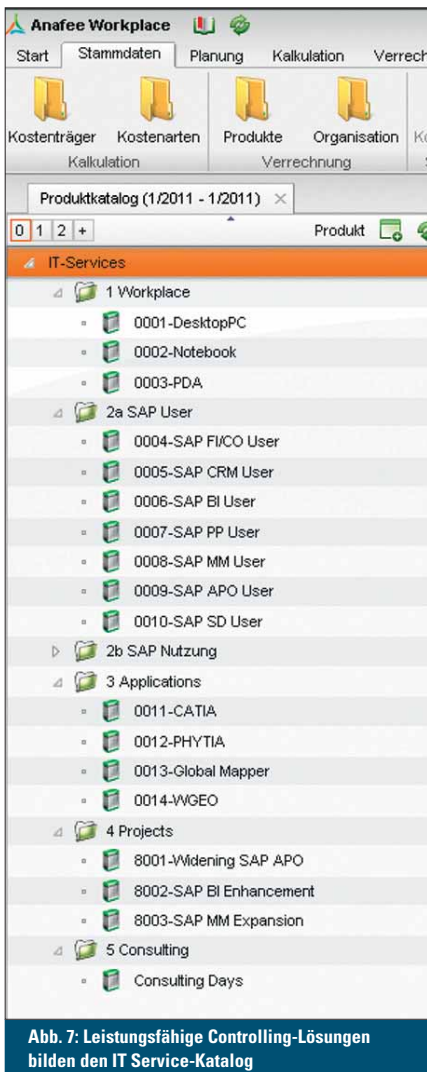 Anafee Workplace
Start Stammdaten Planung Kalkulation Verrech
Kostenträger Kostenarten Produkte Organisation
Kalkulation Verrechnung
Produktkatalog (1/2011 - 1/2011) ×
0 1 2 + Produkt
IT-Services
1 Workplace
0001-DesktopPC
0002-Notebook
0003-PDA
2a SAP User
0004-SAP FI/CO User
0005-SAP CRM User
0006-SAP BI User
0007-SAP PP User
0008-SAP MM User
0009-SAP APO User
0010-SAP SD User
2b SAP Nutzung
3 Applications
0011-CATIA
0012-PHYTIA
0013-Global Mapper
0014-WGEO
4 Projects
8001-Widening SAP APO
8002-SAP BI Enhancement
8003-SAP MM Expansion
5 Consulting
Consulting Days
Abb. 7: Leistungsfähige Controlling-Lösungen
bilden den IT Service-Katalog